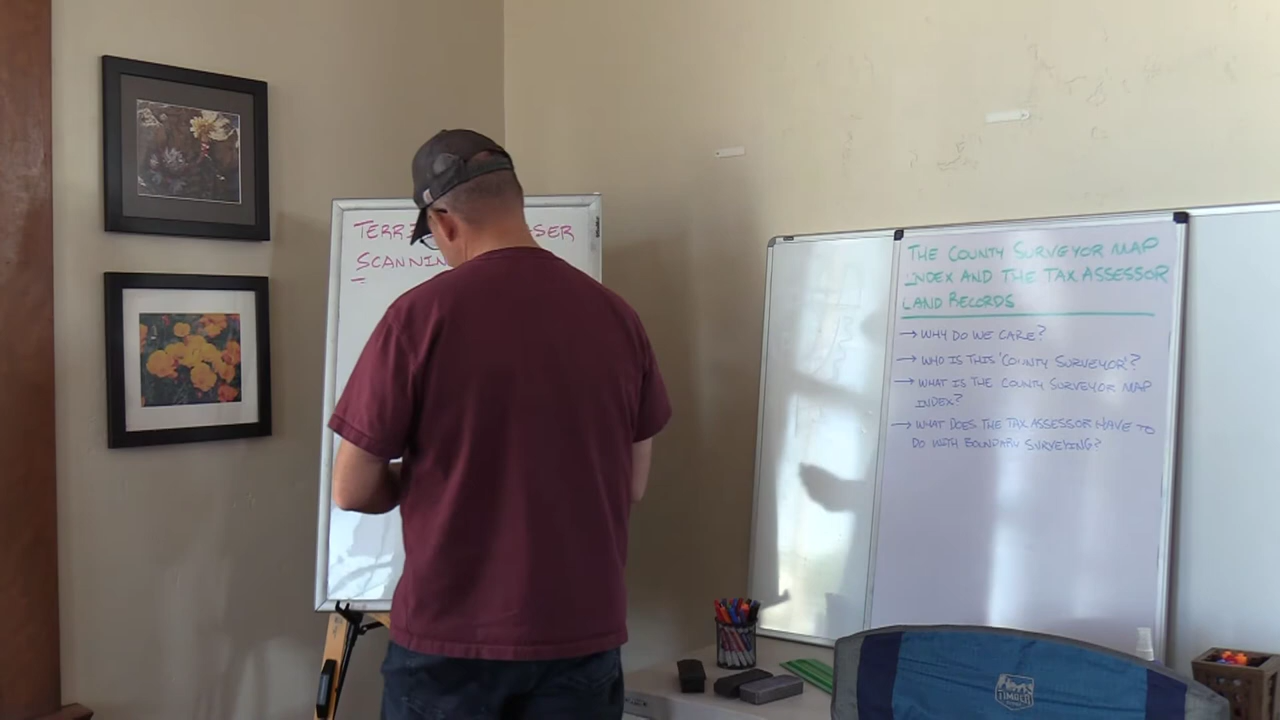 TERR
SER
SCANNIN
THE COUNTY SURVEYOR MAP
INDEX AND THE TAX ASSESSOR
LAND RECORDS
→ WHY DO WE CARE?
→ WHO IS THIS 'COUNTY SURVEYOR'?
→ WHAT IS THE COUNTY SURVEYOR MAP
INDEX?
→ WHAT DOES THE TAX ASSESSOR HAVE TO
DO WITH BOUNDARY SURVEYING?
TIMBER